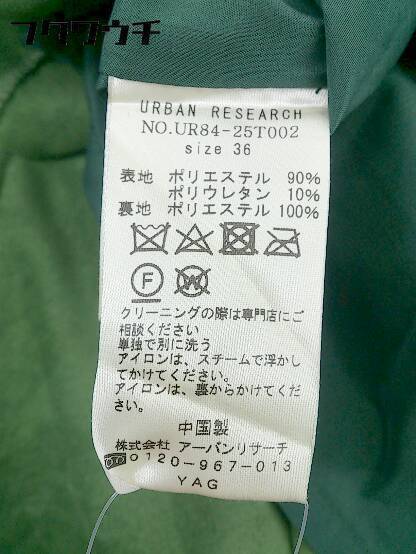 フタツウチ
URBAN RESEARCH
NO.UR84-25T002
size 36
表地 ポリエステル 90%
ポリウレタン 10%
裏地 ポリエステル 100%
F
W
クリーニングの際は専門店にご
相談ください
単独で別に洗う
アイロンは、スチームで浮かし
てかけてください。
アイロンは、裏からかけてくだ
さい。
中国製
株式会社 アーバンリサーチ
0120-967-013
YAG